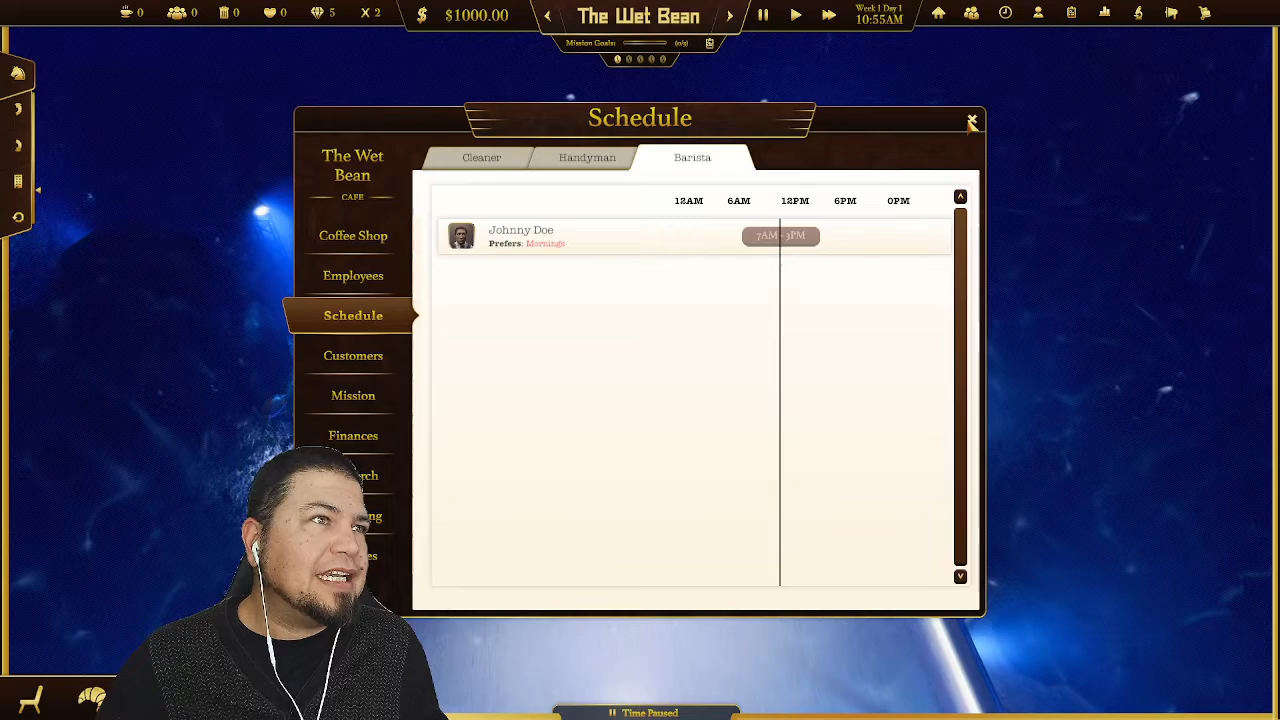 0
0
0
0
5
X 2
$ $1000.00
The Wet Bean
Week 1 Day 1
10:55AM
Mission Goals:
(0/5)
Schedule
The Wet
Bean
CAFE
Coffee Shop
Employees
Schedule
Customers
Mission
Finances
Cleaner
Handyman
Barista
12AM
6AM
12PM
6PM
0PM
Johnny Doe
Prefers: Mornings
7AM - 3PM
Time Paused